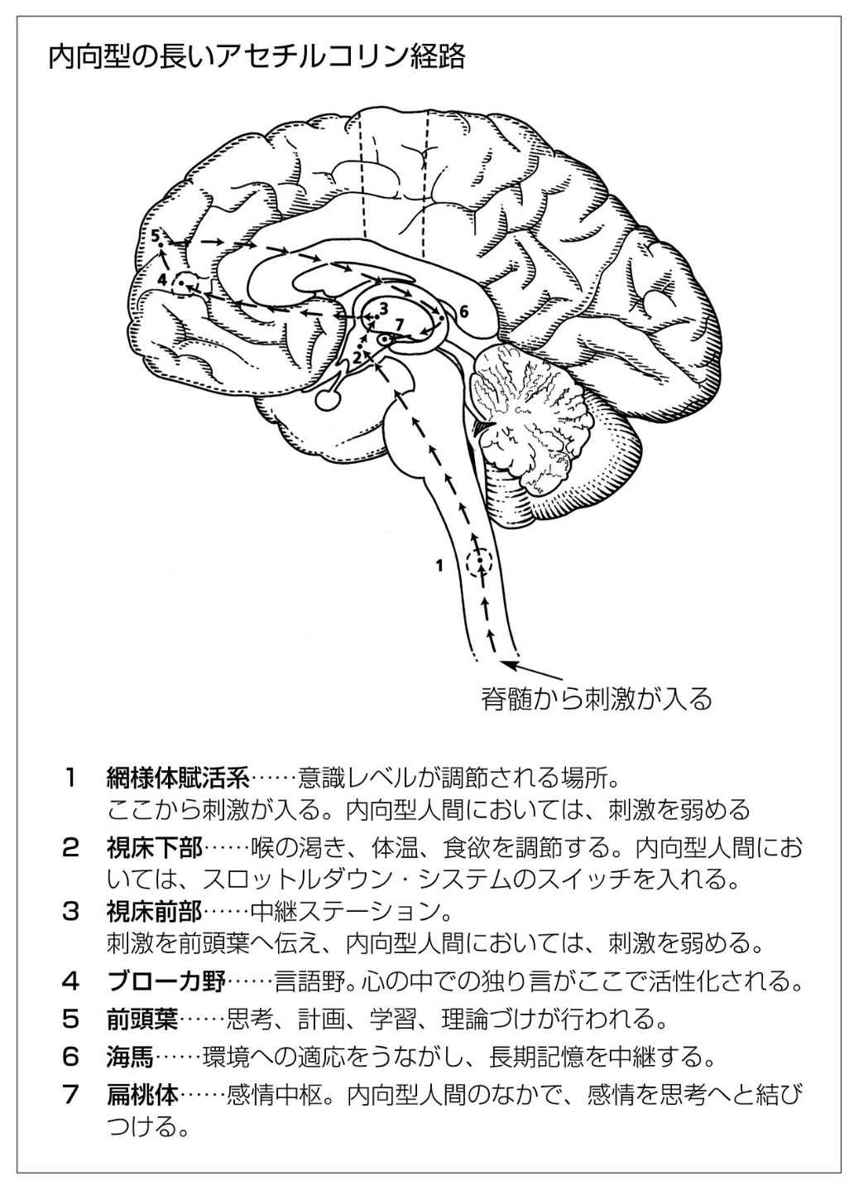 内向型の長いアセチルコリン経路
5
4
3
6
7
2
1
脊髄から刺激が入る
1 網様体賦活系……意識レベルが調節される場所。
ここから刺激が入る。内向型人間においては、刺激を弱める
2 視床下部……喉の渇き、体温、食欲を調節する。内向型人間にお
いては、スロットルダウン・システムのスイッチを入れる。
3 視床前部……中継ステーション。
刺激を前頭葉へ伝え、内向型人間においては、刺激を弱める。
4 ブローカ野……言語野。心の中での独り言がここで活性化される。
5 前頭葉……思考、計画、学習、理論づけが行われる。
6 海馬……環境への適応をうながし、長期記憶を中継する。
7 扁桃体……感情中枢。内向型人間のなかで、感情を思考へと結び
つける。